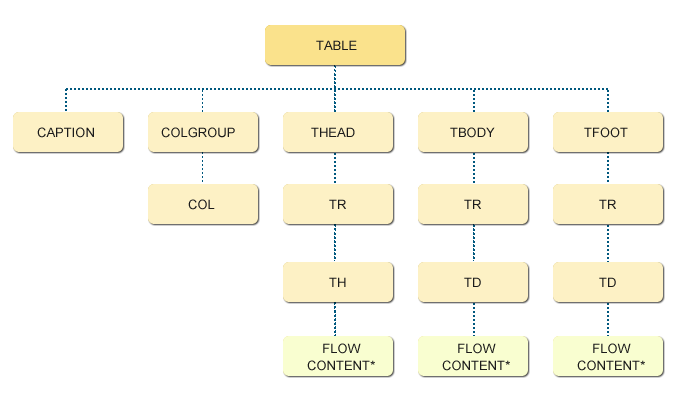 TABLE
CAPTION
COLGROUP
THEAD
TBODY
TFOOT
COL
TR
TR
TR
TH
TD
TD
FLOW
CONTENT*
FLOW
CONTENT*
FLOW
CONTENT*